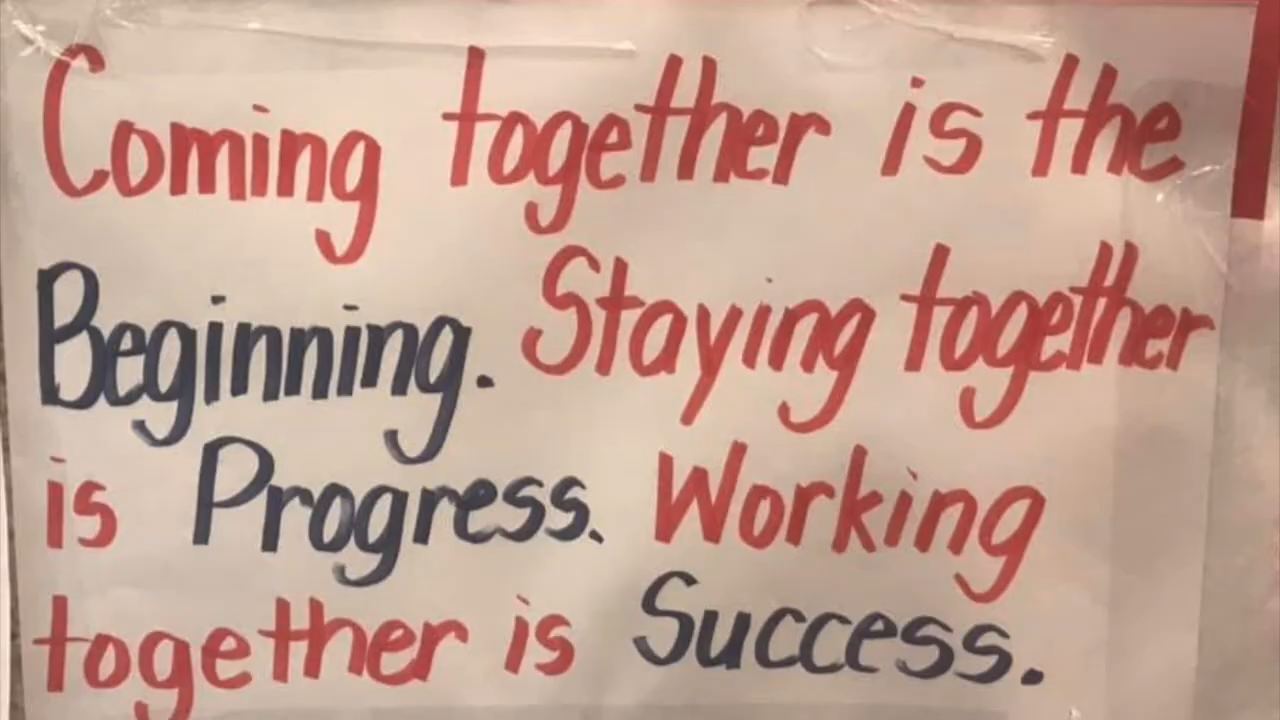 Coming together is the
Beginning. Staying together
is Progress. Working
together is Success.